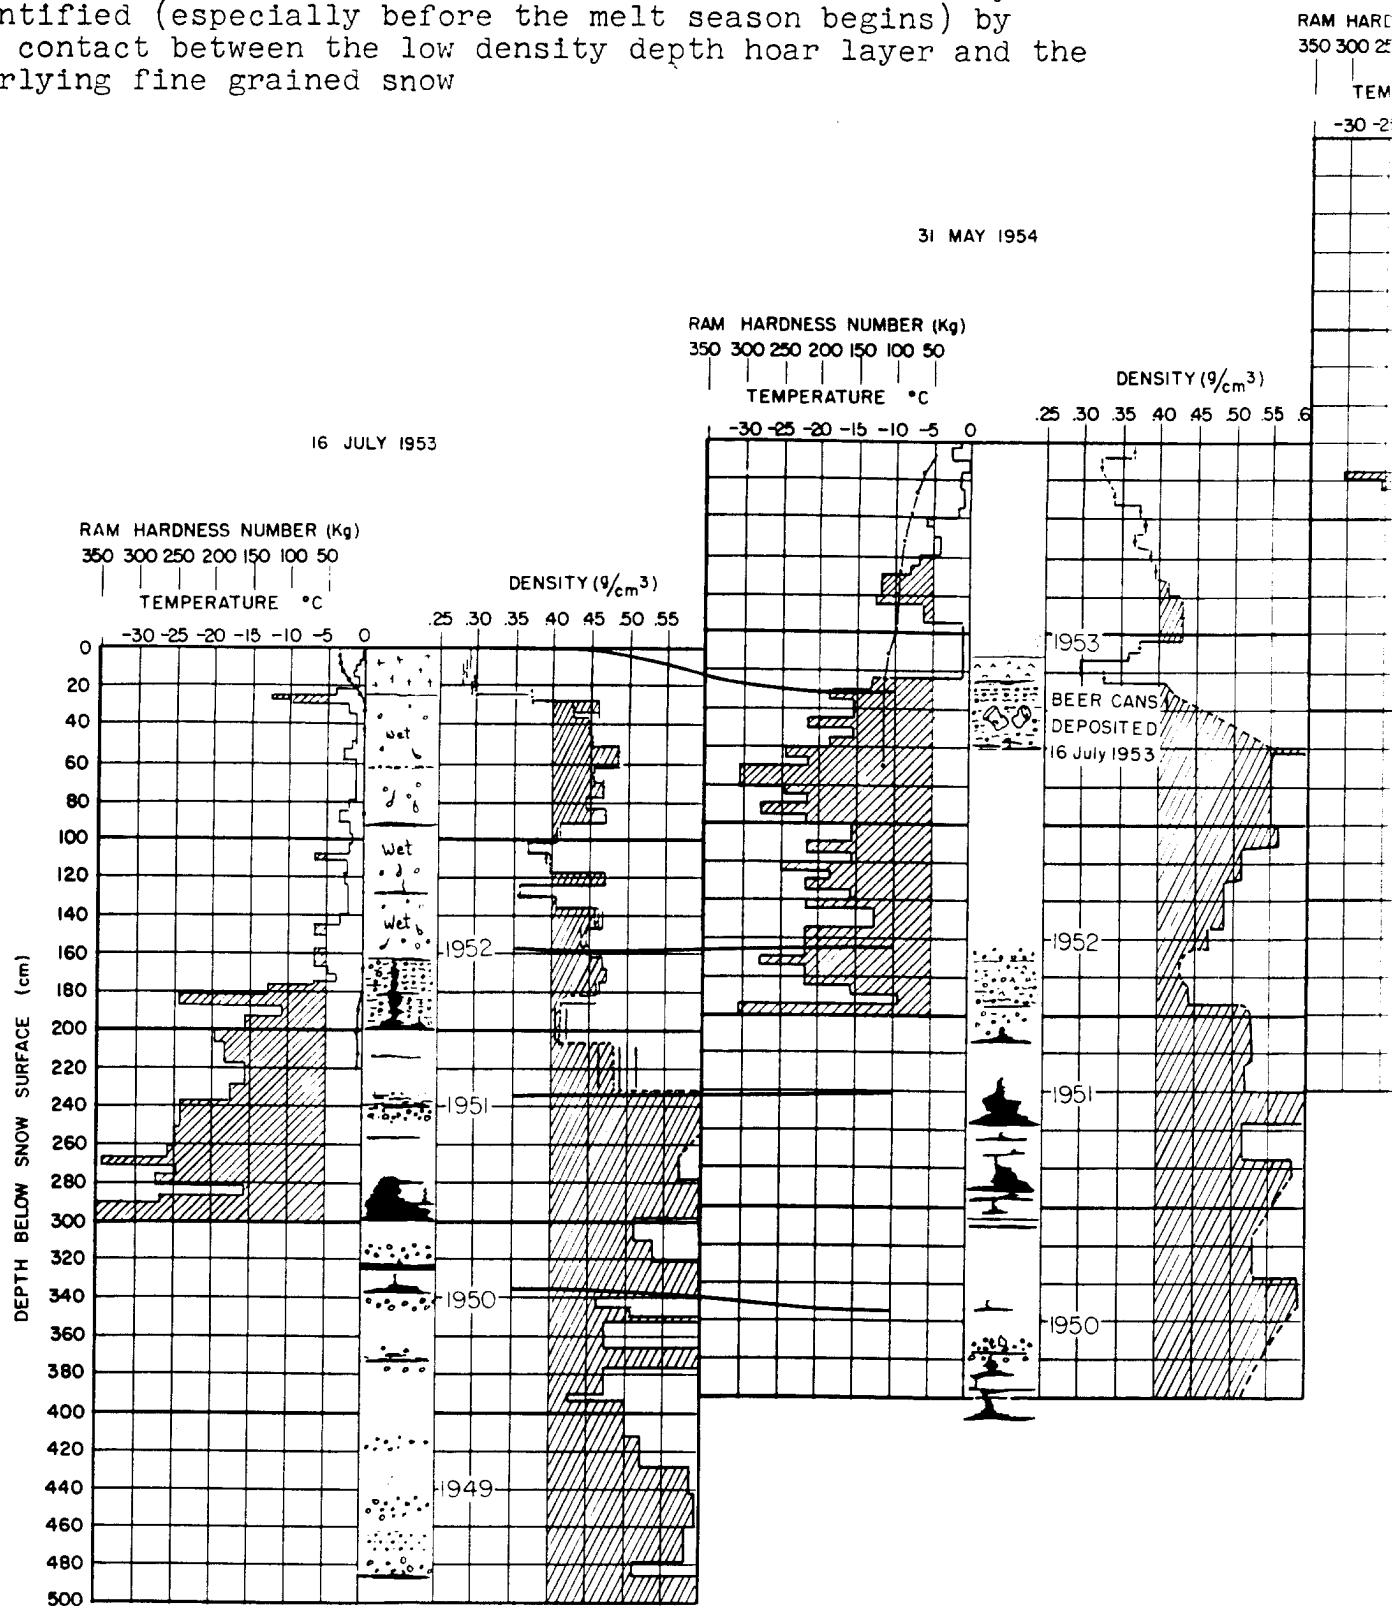 ntified (especially before the melt season begins) by
contact between the low density depth hoar layer and the
rlying fine grained snow
RAM HARD
350 300 25
TEM
-30 -2
31 MAY 1954
RAM HARDNESS NUMBER (Kg)
350 300 250 200 150 100 50
TEMPERATURE °C
-30 -25 -20 -15 -10 -5 0
DENSITY (g/cm3)
.25 .30 .35 .40 .45 .50 .55 .6
1953
BEER CANS
DEPOSITED
16 July 1953
1952
1951
1950
16 JULY 1953
RAM HARDNESS NUMBER (Kg)
350 300 250 200 150 100 50
TEMPERATURE °C
-30 -25 -20 -15 -10 -5 0
DENSITY (g/cm3)
.25 .30 .35 .40 .45 .50 .55
DEPTH BELOW SNOW SURFACE (cm)
0
20
40
60
80
100
120
140
160
180
200
220
240
260
280
300
320
340
360
380
400
420
440
460
480
500
wet
wet
wet
1952
1951
1950
1949